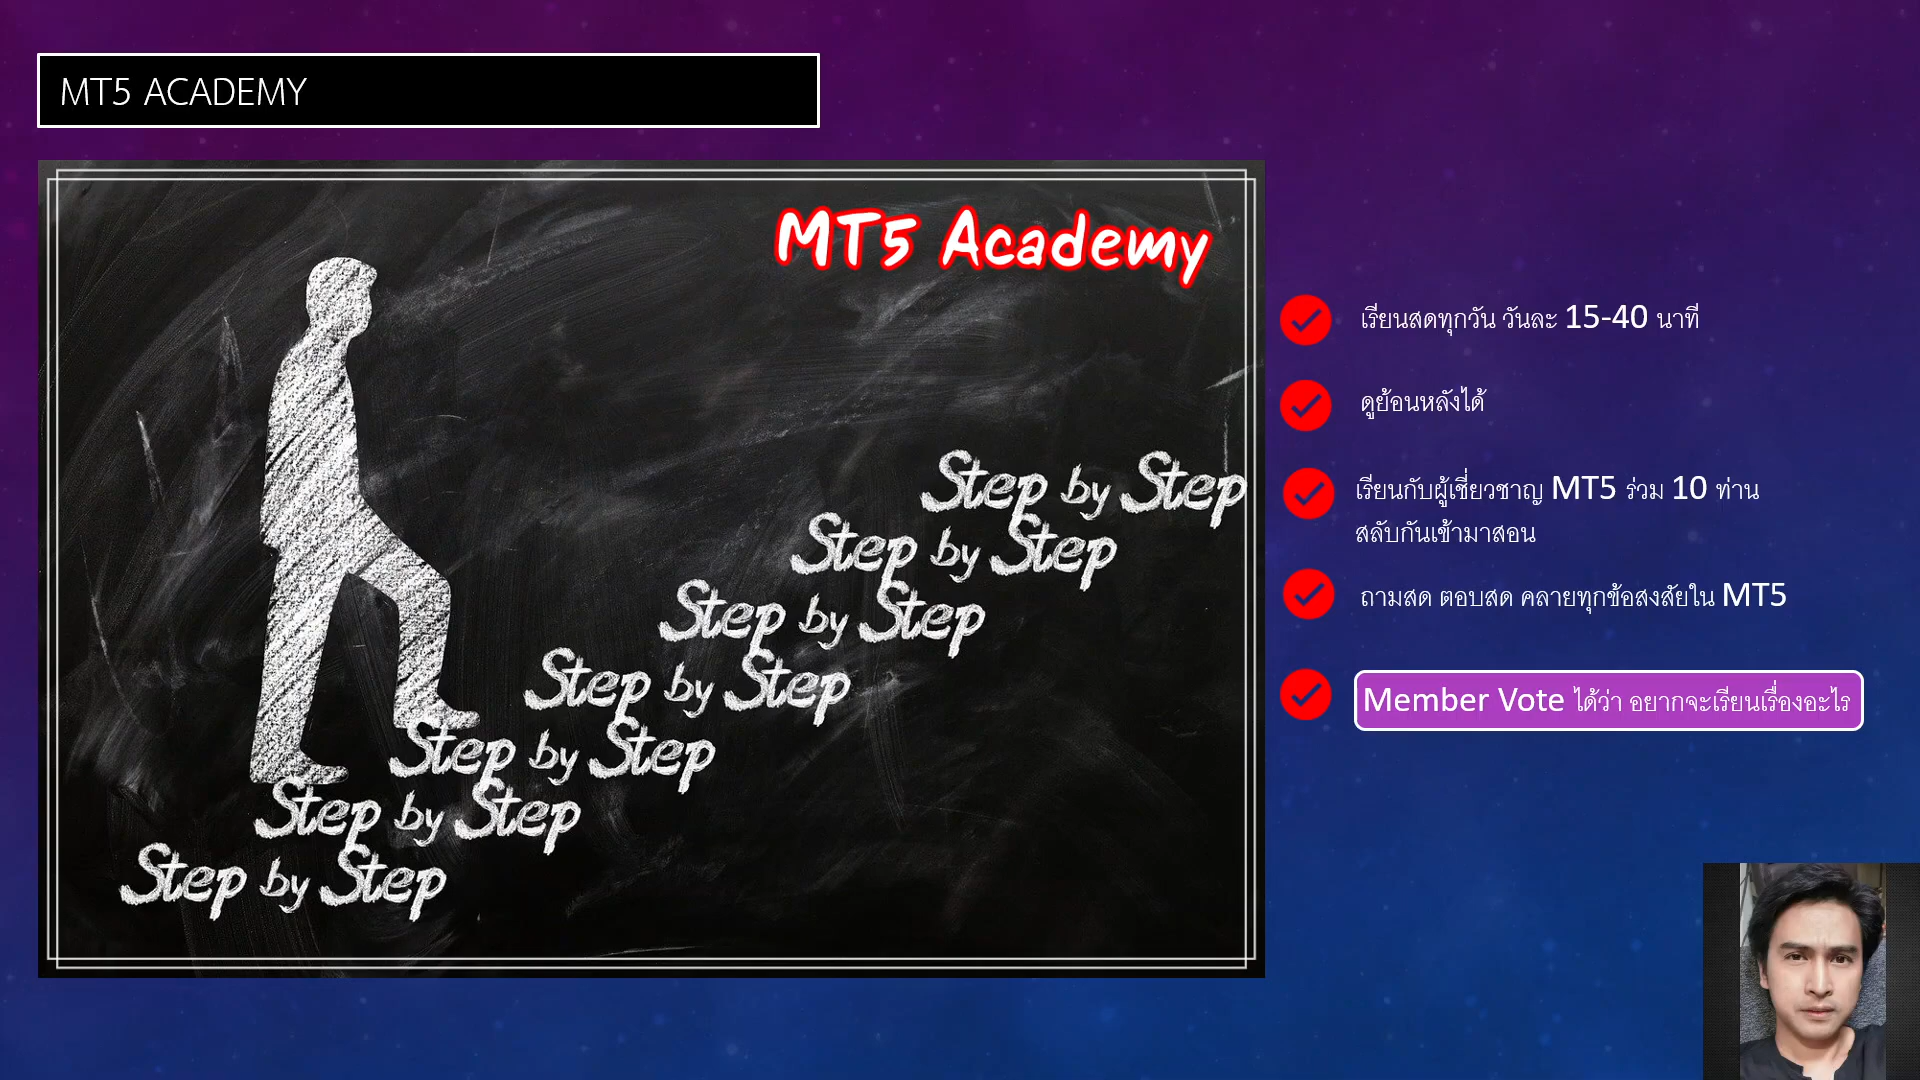 MT5 ACADEMY
MT5 Academy
Step by Step
Step by Step
Step by Step
Step by Step
Step by Step
Step by Step
Step by Step
เรียนสดทุกวัน วันละ 15-40 นาที
ดูย้อนหลังได้
เรียนกับผู้เชี่ยวชาญ MT5 ร่วม 10 ท่าน
สลับกันเข้ามาสอน
ถามสด ตอบสด คลายทุกข้อสงสัยใน MT5
Member Vote ได้ว่า อยากจะเรียนเรื่องอะไร